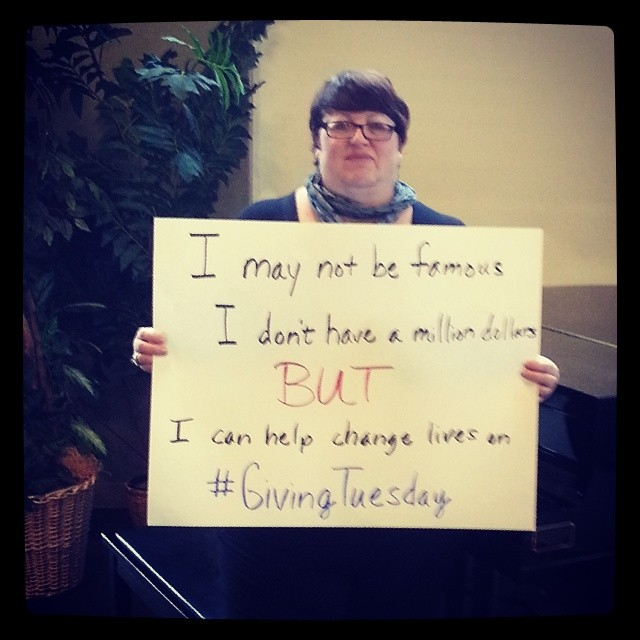 I may not be famous
I don't have a million dollars
BUT
I can help change lives on
#GivingTuesday